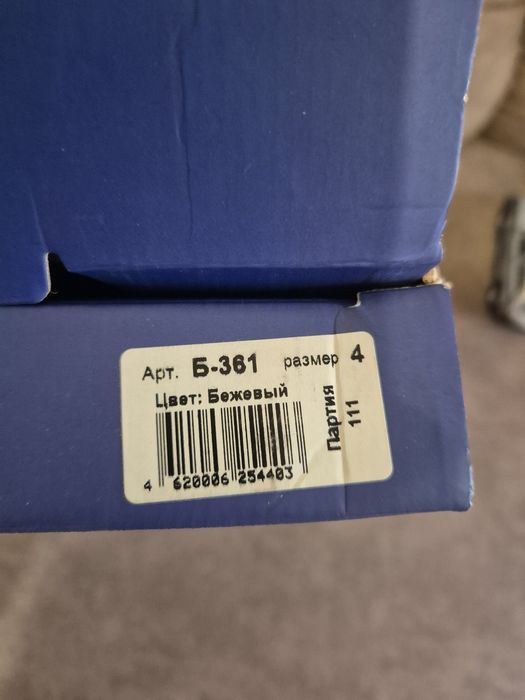 Арт. Б-361 размер 4
Цвет: Бежевый
Партия
111
4 620006 254403